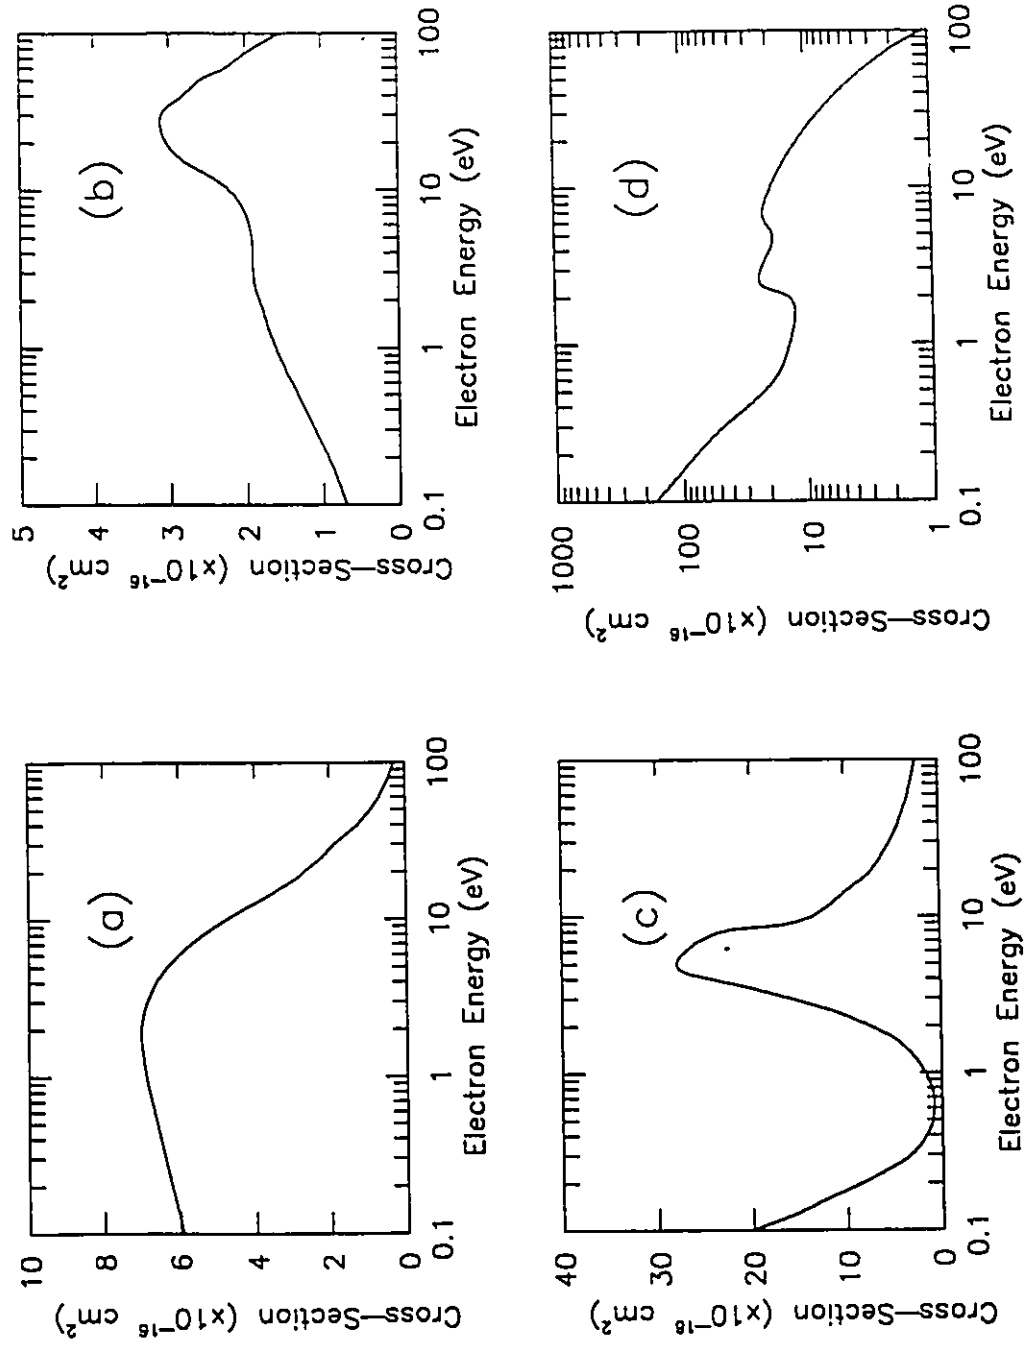 (a)
Cross–Section (x10⁻¹⁶ cm²)
10
8
6
4
2
0
0.1 1 10 100
Electron Energy (eV)
(b)
Cross–Section (x10⁻¹⁶ cm²)
5
4
3
2
1
0
0.1 1 10 100
Electron Energy (eV)
(c)
Cross–Section (x10⁻¹⁶ cm²)
40
30
20
10
0
0.1 1 10 100
Electron Energy (eV)
(d)
Cross–Section (x10⁻¹⁶ cm²)
1000
100
10
1
0.1 1 10 100
Electron Energy (eV)